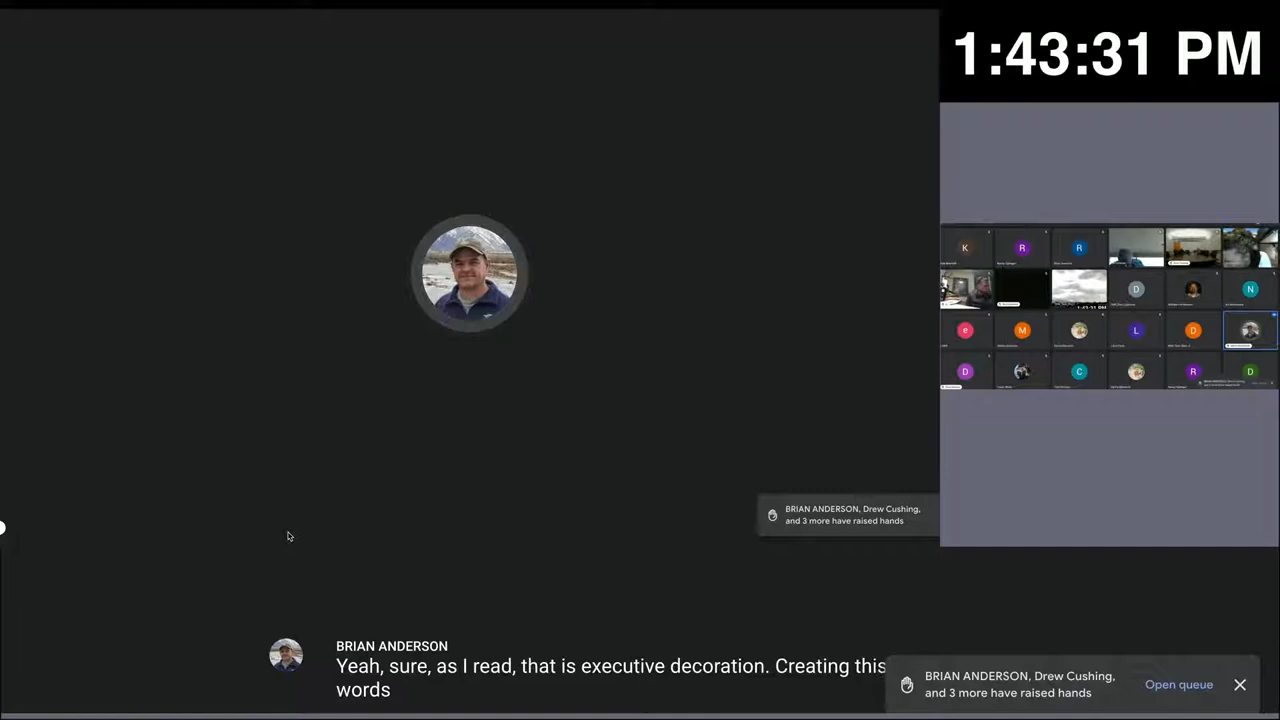 1:43:31 PM
K
R
R
D
N
e
M
L
D
D
C
R
D
BRIAN ANDERSON, Drew Cushing,
and 3 more have raised hands
BRIAN ANDERSON
Yeah, sure, as I read, that is executive decoration. Creating this
words
BRIAN ANDERSON, Drew Cushing,
and 3 more have raised hands
Open queue